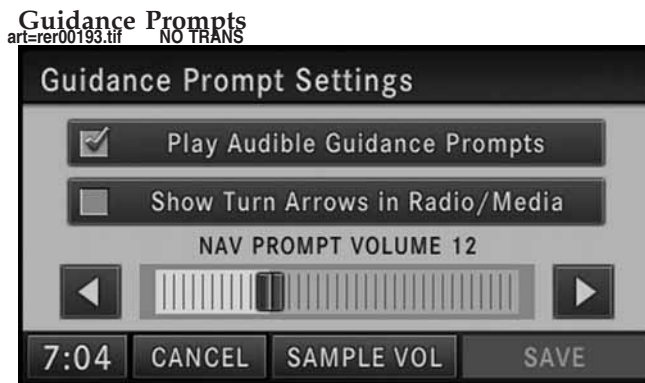 Guidance Prompts
art=rer00193.tif NO TRANS
Guidance Prompt Settings
Play Audible Guidance Prompts
Show Turn Arrows in Radio/Media
NAV PROMPT VOLUME 12
7:04 CANCEL SAMPLE VOL SAVE